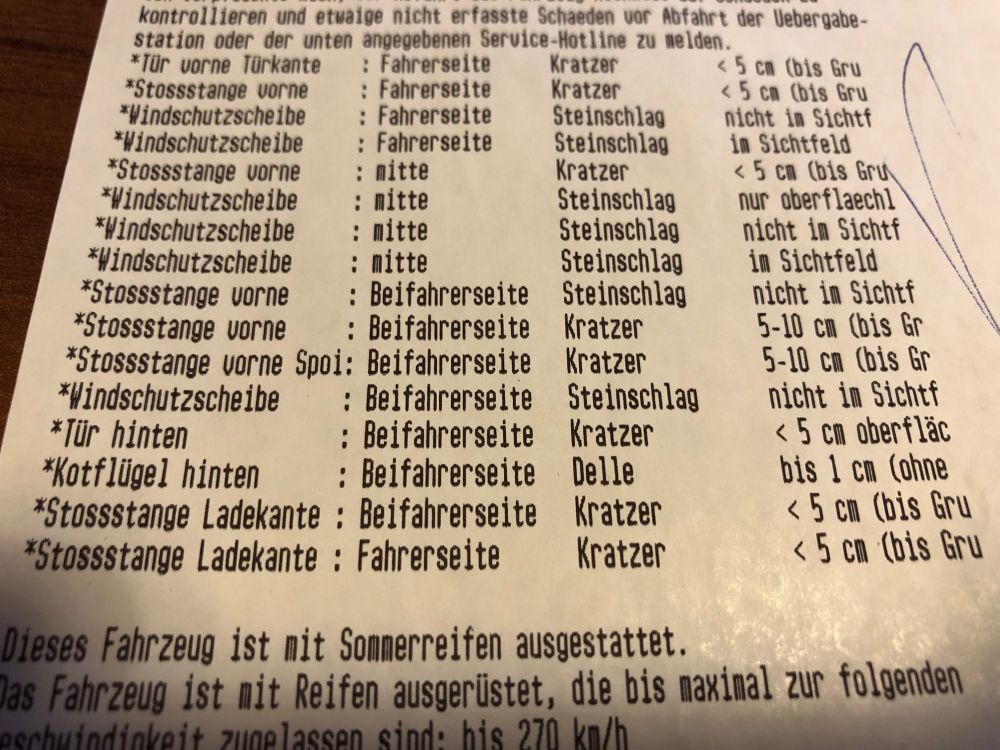 kontrollieren und etwaige nicht erfasste Schaeden vor Abfahrt der Uebergabe-
station oder der unten angegebenen Service-Hotline zu melden.
*Tür vorne Türkante : Fahrerseite Kratzer < 5 cm (bis Gru
*Stossstange vorne : Fahrerseite Kratzer < 5 cm (bis Gru
*Windschutzscheibe : Fahrerseite Steinschlag nicht im Sichtf
*Windschutzscheibe : Fahrerseite Steinschlag im Sichtfeld
*Stossstange vorne : mitte Kratzer < 5 cm (bis Gru
*Windschutzscheibe : mitte Steinschlag nur oberflaechl
*Windschutzscheibe : mitte Steinschlag nicht im Sichtf
*Windschutzscheibe : mitte Steinschlag im Sichtfeld
*Stossstange vorne : Beifahrerseite Steinschlag nicht im Sichtf
*Stossstange vorne : Beifahrerseite Kratzer 5-10 cm (bis Gr
*Stossstange vorne Spoi: Beifahrerseite Kratzer 5-10 cm (bis Gr
*Windschutzscheibe : Beifahrerseite Steinschlag nicht im Sichtf
*Tür hinten : Beifahrerseite Kratzer < 5 cm oberfläc
*Kotflügel hinten : Beifahrerseite Delle bis 1 cm (ohne
*Stossstange Ladekante : Beifahrerseite Kratzer < 5 cm (bis Gru
*Stossstange Ladekante : Fahrerseite Kratzer < 5 cm (bis Gru
Dieses Fahrzeug ist mit Sommerreifen ausgestattet.
Das Fahrzeug ist mit Reifen ausgerüstet, die bis maximal zur folgenden
eschwindigkeit zugelassen sind: bis 270 km/h